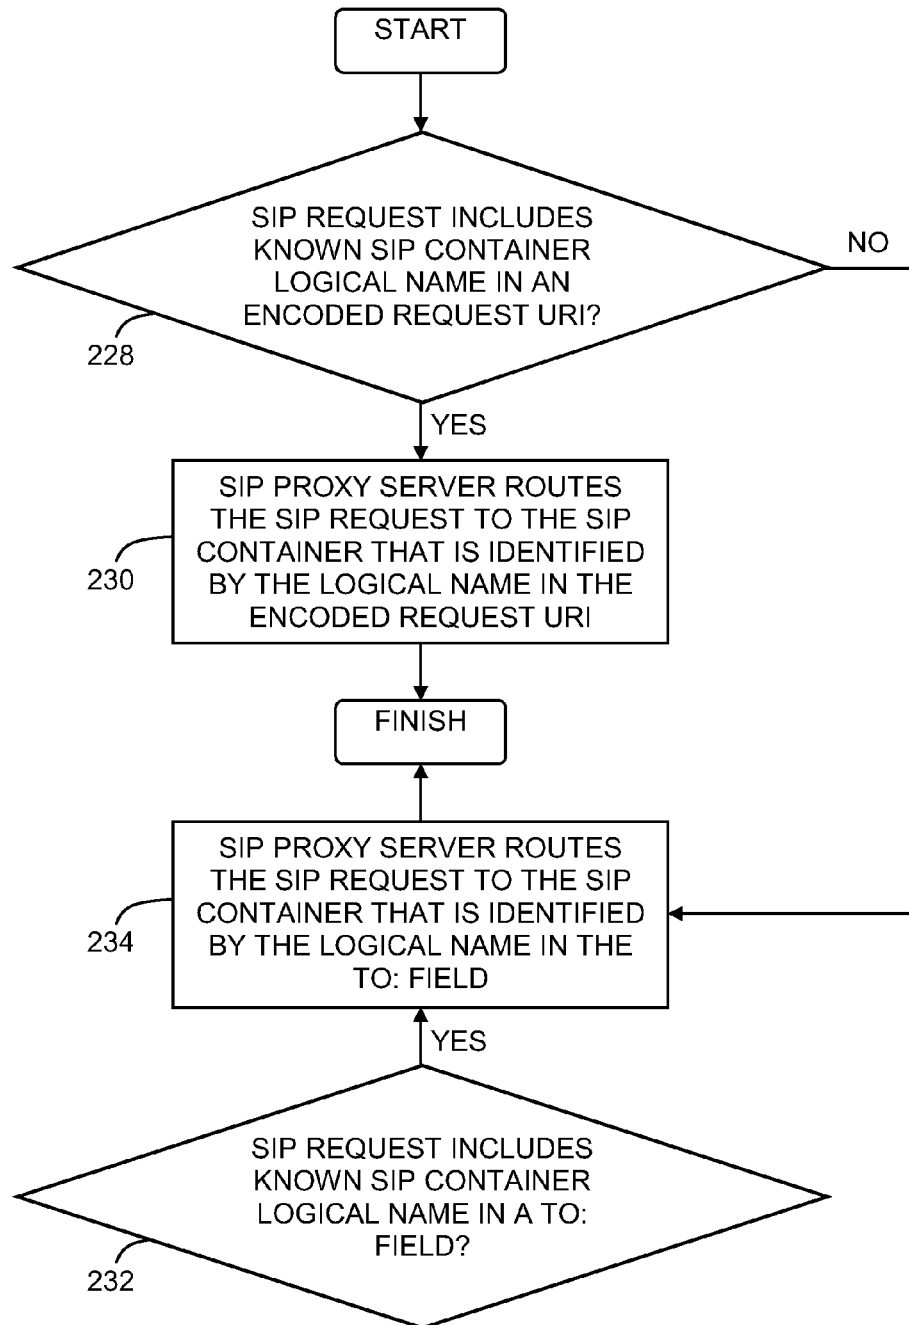 START
SIP REQUEST INCLUDES
KNOWN SIP CONTAINER
LOGICAL NAME IN AN
ENCODED REQUEST URI?
NO
228
YES
SIP PROXY SERVER ROUTES
THE SIP REQUEST TO THE SIP
CONTAINER THAT IS IDENTIFIED
BY THE LOGICAL NAME IN THE
ENCODED REQUEST URI
230
FINISH
SIP PROXY SERVER ROUTES
THE SIP REQUEST TO THE SIP
CONTAINER THAT IS IDENTIFIED
BY THE LOGICAL NAME IN THE
TO: FIELD
234
YES
SIP REQUEST INCLUDES
KNOWN SIP CONTAINER
LOGICAL NAME IN A TO:
FIELD?
232